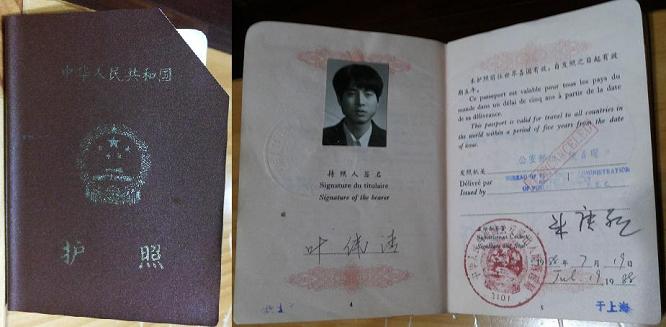 中华人民共和国
护照
持照人签名
Signature du titulaire
Signature of the bearer
叶伟
4
本护照前往世界各国有效，自发照之日起有效
期五年。
Ce passeport est valable pour tous les pays du
monde dans un délai de cinq ans à partir de la date
de sa délivrance.
This passport is valid for travel to all countries in
the world within a period of five years from the date
of issue.
发照机关
Délivré par
Issued by
ADMINISTRATION
3101
1988年7月19日
Jul 19 1988
5
于上海